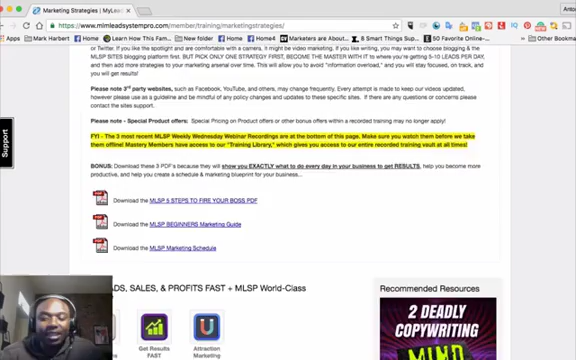 Marketing Strategies | MyLead
https://www.mlmleadsystempro.com/member/training/marketingstrategies/
Apps
Mark Herbert
Home
Learn How To
Learn How This New
Folder
Home
Marketers are About
8 Smart Things
50 Favorite Online
Other Bookmarks
or Twitter. If you like the spotlight and are comfortable with a camera, it might be video marketing. If you like writing, you may want to choose blogging & the
MLSP SITES blogging platform first. BUT PICK ONLY ONE STRATEGY FIRST, BECOME THE MASTER WITH IT to where you're getting 5-10 LEADS PER DAY,
and then add more strategies to your marketing arsenal over time. This will allow you to avoid "information overload," and you will stay focused, on track, and
you will get results!
Please note 3rd party websites, such as Facebook, YouTube, and others, may change frequently. Every attempt is made to keep our videos updated,
however please use as a guideline & be mindful of any policy changes and updates to these specific sites. If there are any questions or concerns please
contact the sites support.
Please note - Special Product offers: Special Pricing on Product offers or other bonus offers within a recorded training may no longer apply!
FYI - The 3 most recent MLSP Weekly Wednesday Webinar Recordings are at the bottom of this page. Make sure you watch them before we take
them offline! Mastery Members have access to our "Training Library," which gives you access to our entire recorded training vault at all times!
BONUS: Download these 3 PDF's because they will show you EXACTLY what to do every day in your business to get RESULTS, help you become more
productive, and help you create a schedule & marketing blueprint for your business...
Download the MLSP 5 STEPS TO FIRE YOUR BOSS PDF
Download the MLSP BEGINNERS Marketing Guide
Download the MLSP Marketing Schedule
Support
ADS, SALES, & PROFITS FAST + MLSP World-Class
Recommended Resources
Get Results
FAST
Attraction
Marketing
2 DEADLY
COPYWRITING
MIND